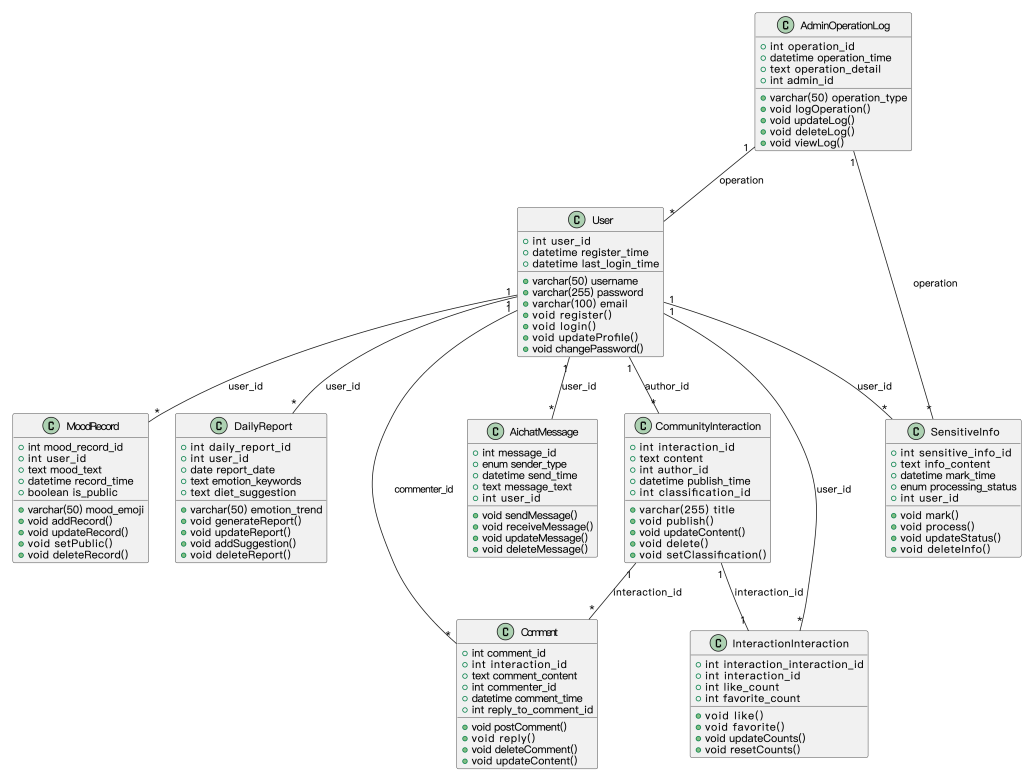 C AdminOperationLog
int operation_id
datetime operation_time
text operation_detail
int admin_id
varchar(50) operation_type
void logOperation()
void updateLog()
void deleteLog()
void viewLog()
1
1
operation
*
C User
int user_id
datetime register_time
datetime last_login_time
varchar(50) username
varchar(255) password
varchar(100) email
void register()
void login()
void updateProfile()
void changePassword()
operation
1
1
1
1
1
1
1
user_id
user_id
user_id
author_id
user_id
*
*
*
*
*
*
C MoodRecord
int mood_record_id
int user_id
text mood_text
datetime record_time
boolean is_public
varchar(50) mood_emoji
void addRecord()
void updateRecord()
void setPublic()
void deleteRecord()
C DailyReport
int daily_report_id
int user_id
date report_date
text emotion_keywords
text diet_suggestion
varchar(50) emotion_trend
void generateReport()
void updateReport()
void addSuggestion()
void deleteReport()
commenter_id
C AichatMessage
int message_id
enum sender_type
datetime send_time
text message_text
int user_id
void sendMessage()
void receiveMessage()
void updateMessage()
void deleteMessage()
C CommunityInteraction
int interaction_id
text content
int author_id
datetime publish_time
int classification_id
varchar(255) title
void publish()
void updateContent()
void delete()
void setClassification()
user_id
C SensitiveInfo
int sensitive_info_id
text info_content
datetime mark_time
enum processing_status
int user_id
void mark()
void process()
void updateStatus()
void deleteInfo()
1
1
interaction_id
interaction_id
*
*
1
*
C Comment
int comment_id
int interaction_id
text comment_content
int commenter_id
datetime comment_time
int reply_to_comment_id
void postComment()
void reply()
void deleteComment()
void updateContent()
C InteractionInteraction
int interaction_interaction_id
int interaction_id
int like_count
int favorite_count
void like()
void favorite()
void updateCounts()
void resetCounts()